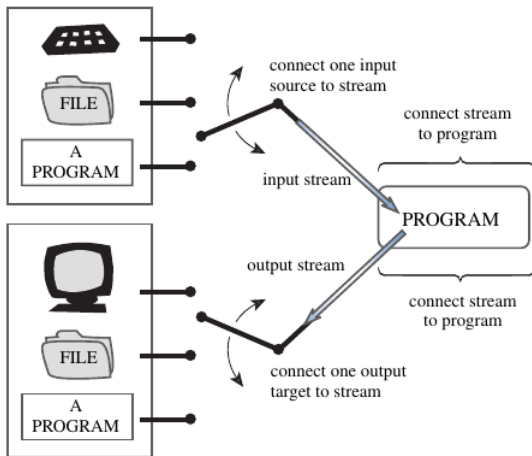 FILE
A
PROGRAM
connect one input
source to stream
input stream
connect stream
to program
PROGRAM
output stream
connect stream
to program
FILE
A
PROGRAM
connect one output
target to stream